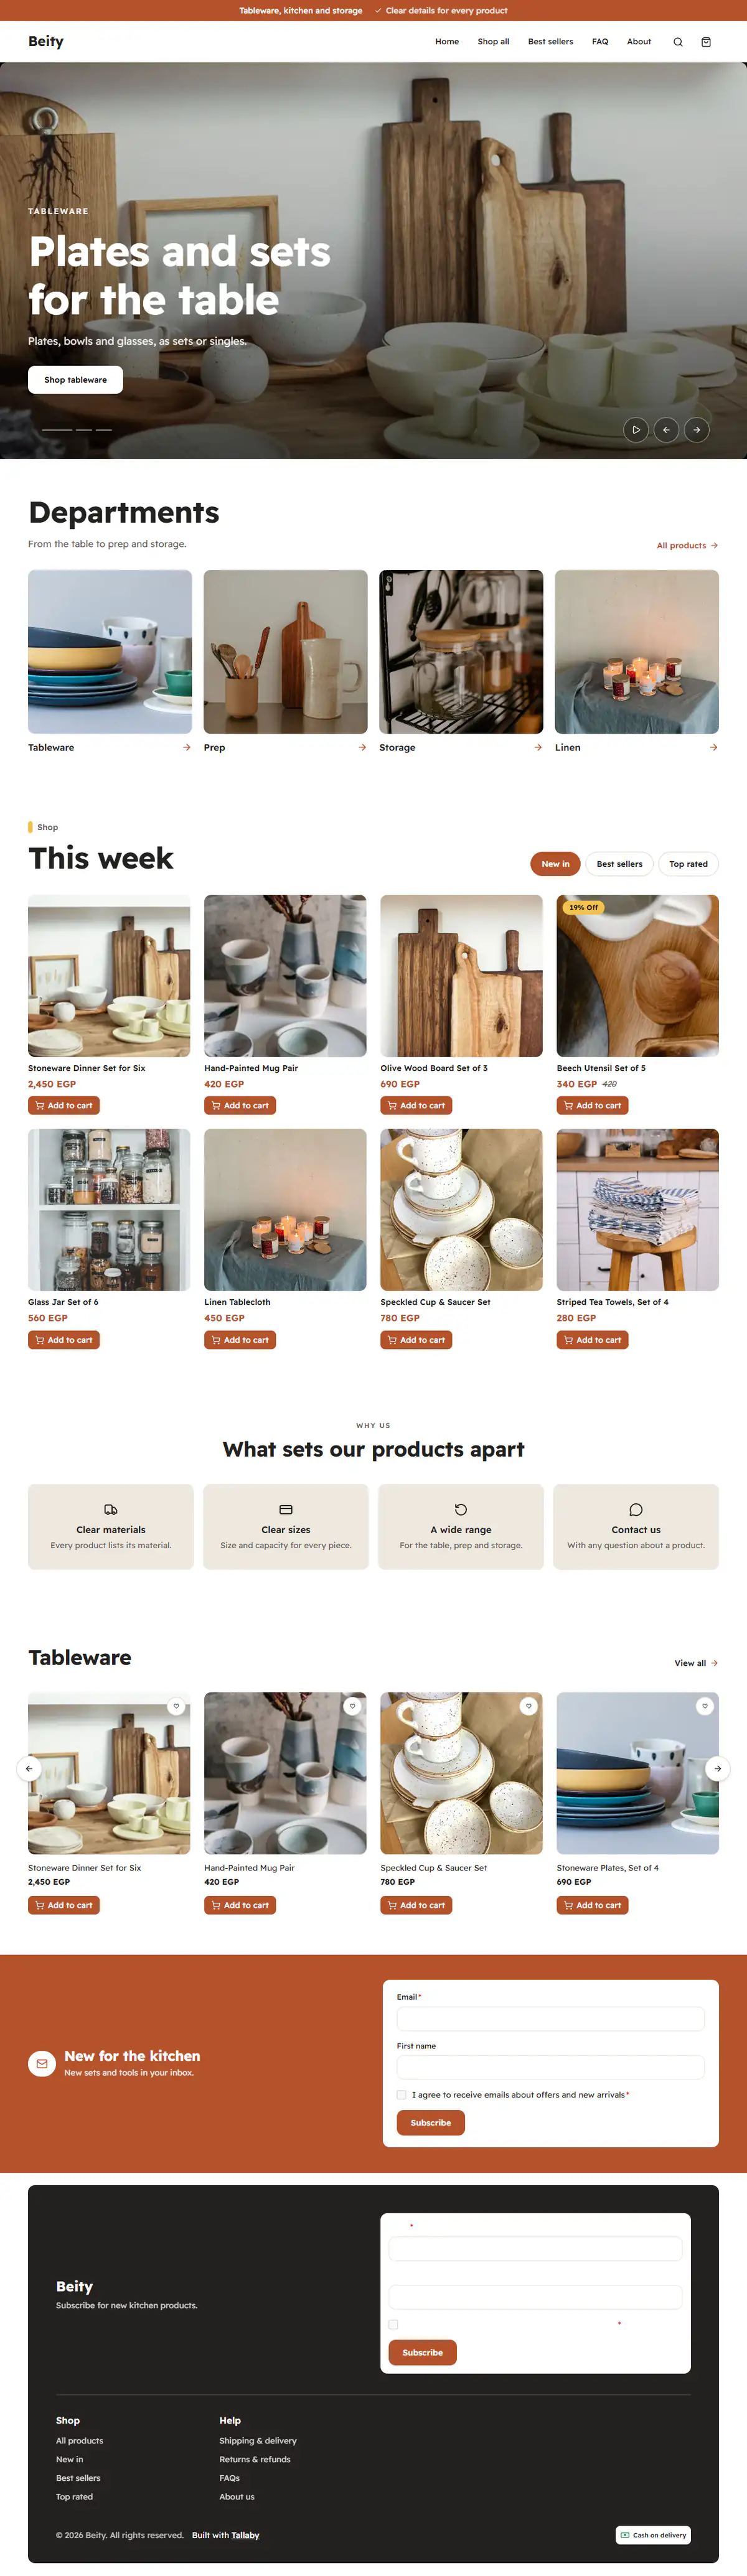 Tableware, kitchen and storage ✓ Clear details for every product
Beity
Home Shop all Best sellers FAQ About
TABLEWARE
Plates and sets
for the table
Plates, bowls and glasses, as sets or singles.
Shop tableware
Departments
From the table to prep and storage.
All products →
Tableware →
Prep →
Storage →
Linen →
Shop
This week
New in Best sellers Top rated
19% Off
Stoneware Dinner Set for Six
2,450 EGP
Add to cart
Hand-Painted Mug Pair
420 EGP
Add to cart
Olive Wood Board Set of 3
690 EGP
Add to cart
Beech Utensil Set of 5
340 EGP 420
Add to cart
Glass Jar Set of 6
560 EGP
Add to cart
Linen Tablecloth
450 EGP
Add to cart
Speckled Cup & Saucer Set
780 EGP
Add to cart
Striped Tea Towels, Set of 4
280 EGP
Add to cart
WHY US
What sets our products apart
Clear materials
Every product lists its material.
Clear sizes
Size and capacity for every piece.
A wide range
For the table, prep and storage.
Contact us
With any question about a product.
Tableware
View all →
Stoneware Dinner Set for Six
2,450 EGP
Add to cart
Hand-Painted Mug Pair
420 EGP
Add to cart
Speckled Cup & Saucer Set
780 EGP
Add to cart
Stoneware Plates, Set of 4
690 EGP
Add to cart
New for the kitchen
New sets and tools in your inbox.
Email*
First name
I agree to receive emails about offers and new arrivals*
Subscribe
Beity
Subscribe for new kitchen products.
*
*
Subscribe
Shop
All products
New in
Best sellers
Top rated
Help
Shipping & delivery
Returns & refunds
FAQs
About us
© 2026 Beity. All rights reserved. Built with Tallaby
Cash on delivery